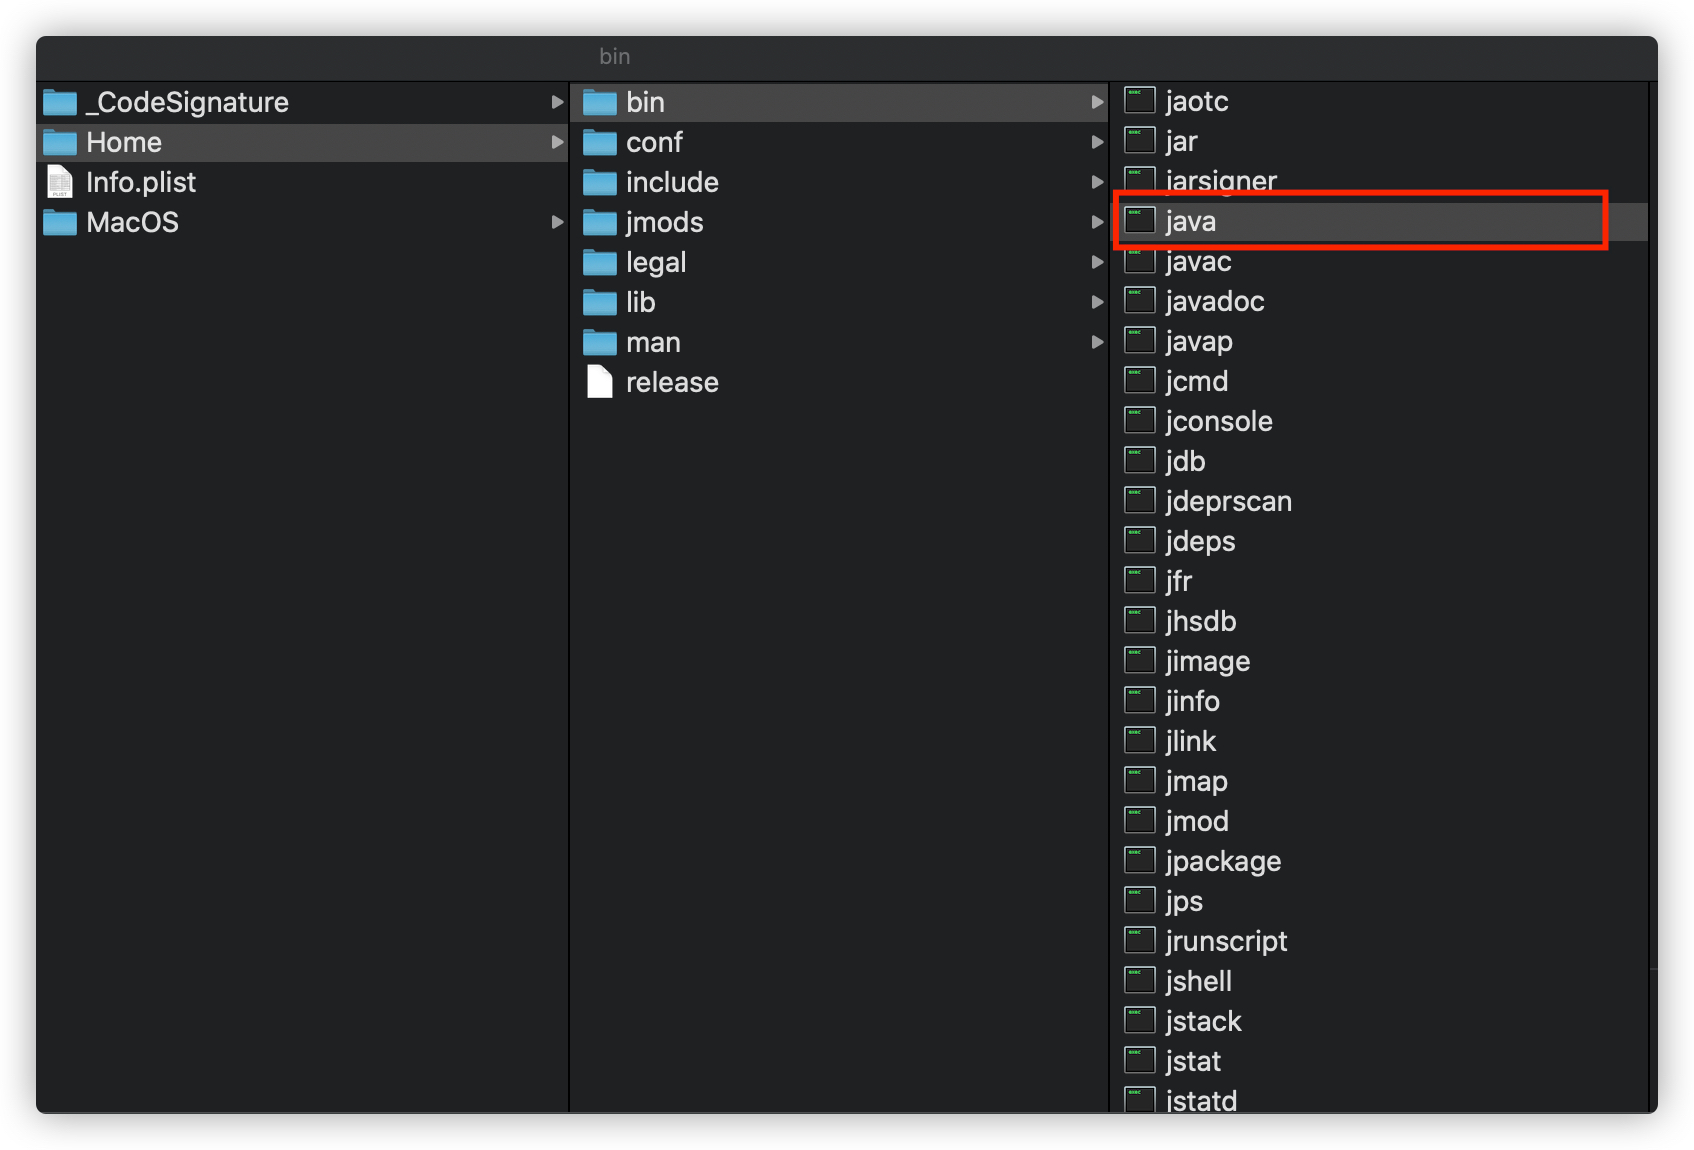 bin
_CodeSignature
Home
Info.plist
MacOS
bin
conf
include
jmods
legal
lib
man
release
jaotc
jar
jarsigner
java
javac
javadoc
javap
jcmd
jconsole
jdb
jdeprscan
jdeps
jfr
jhsdb
jimage
jinfo
jlink
jmap
jmod
jpackage
jps
jrunscript
jshell
jstack
jstat
jstatd